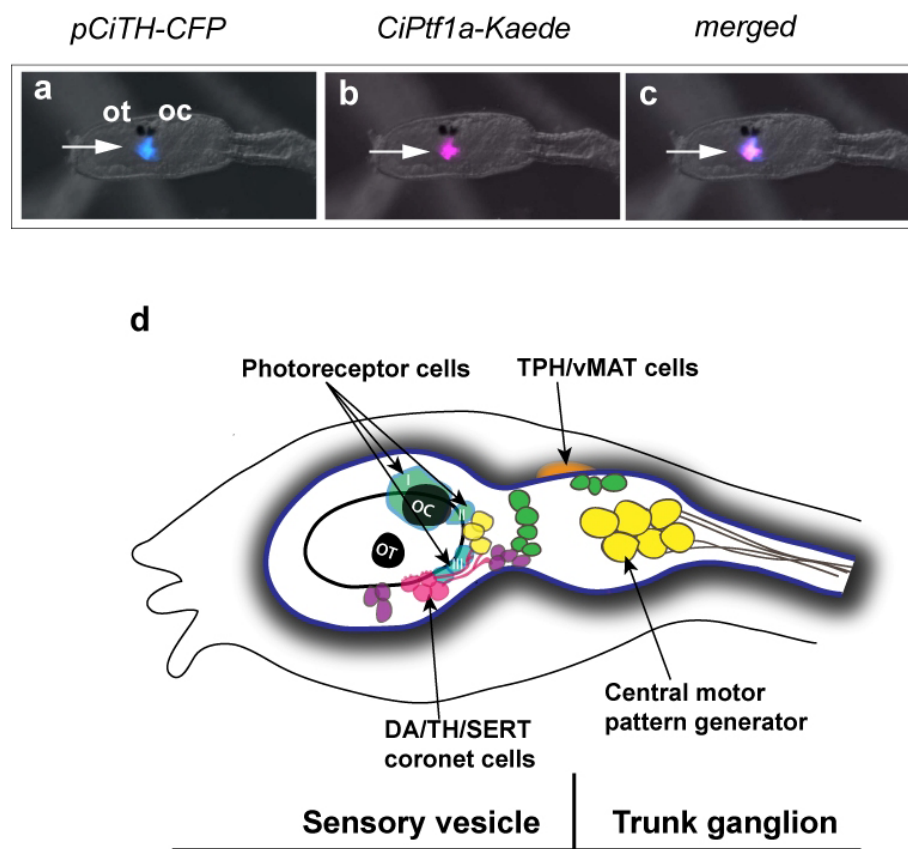 pCiTH-CFP CiPtf1a-Kaede merged
a ot oc b c
d
Photoreceptor cells TPH/vMAT cells
I
OC II
OT
III
DA/TH/SERT
coronet cells
Central motor
pattern generator
Sensory vesicle Trunk ganglion